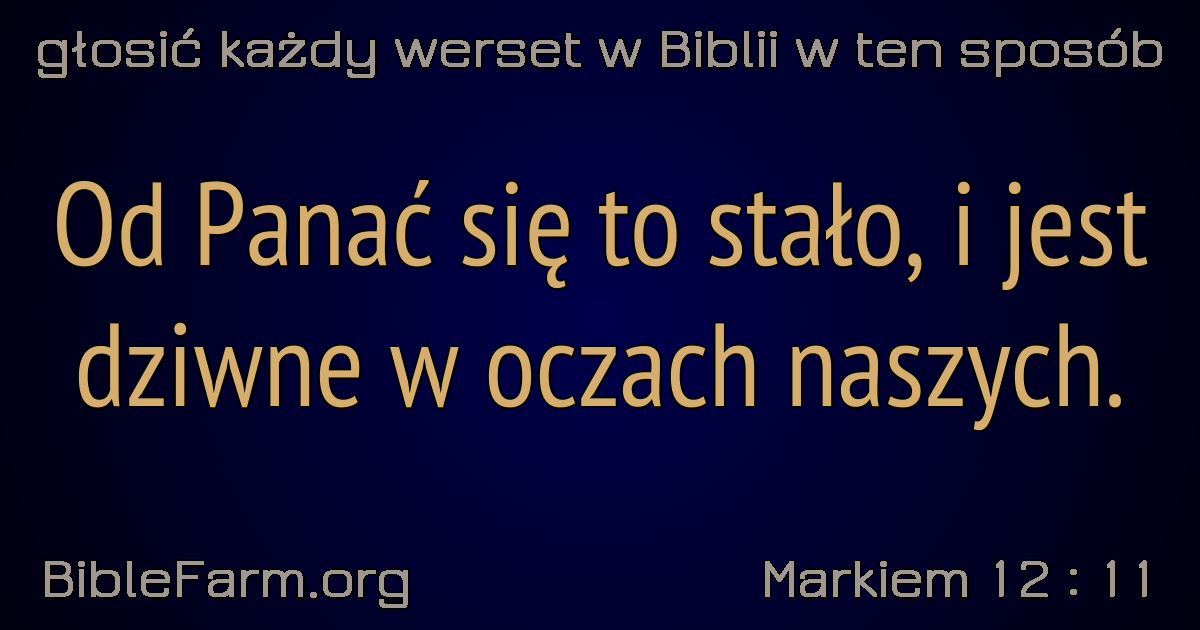 głosić każdy werset w Biblii w ten sposób
Od Panać się to stało, i jest
dziwne w oczach naszych.
BibleFarm.org
Markiem 12 : 11